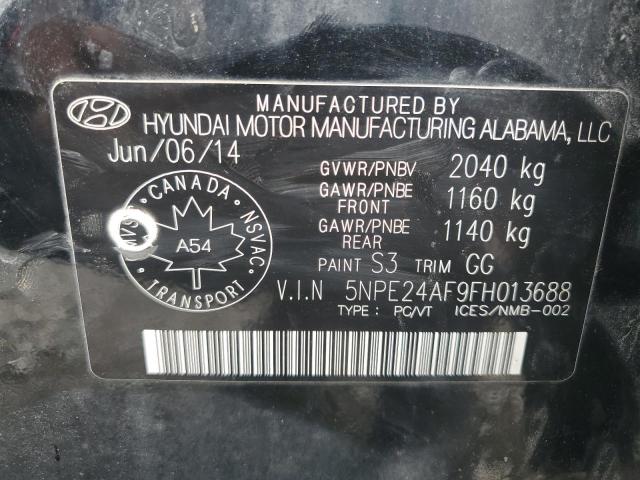 MANUFACTURED BY
HYUNDAI MOTOR MANUFACTURING ALABAMA, LLC
Jun/06/14
GVWR/PNBV 2040 kg
GAWR/PNBE FRONT 1160 kg
GAWR/PNBE REAR 1140 kg
PAINT S3 TRIM GG
CANADA
NSVAC
TRANSPORT
A54
V.I.N 5NPE24AF9FH013688
TYPE : PC/VT ICES/NMB-002